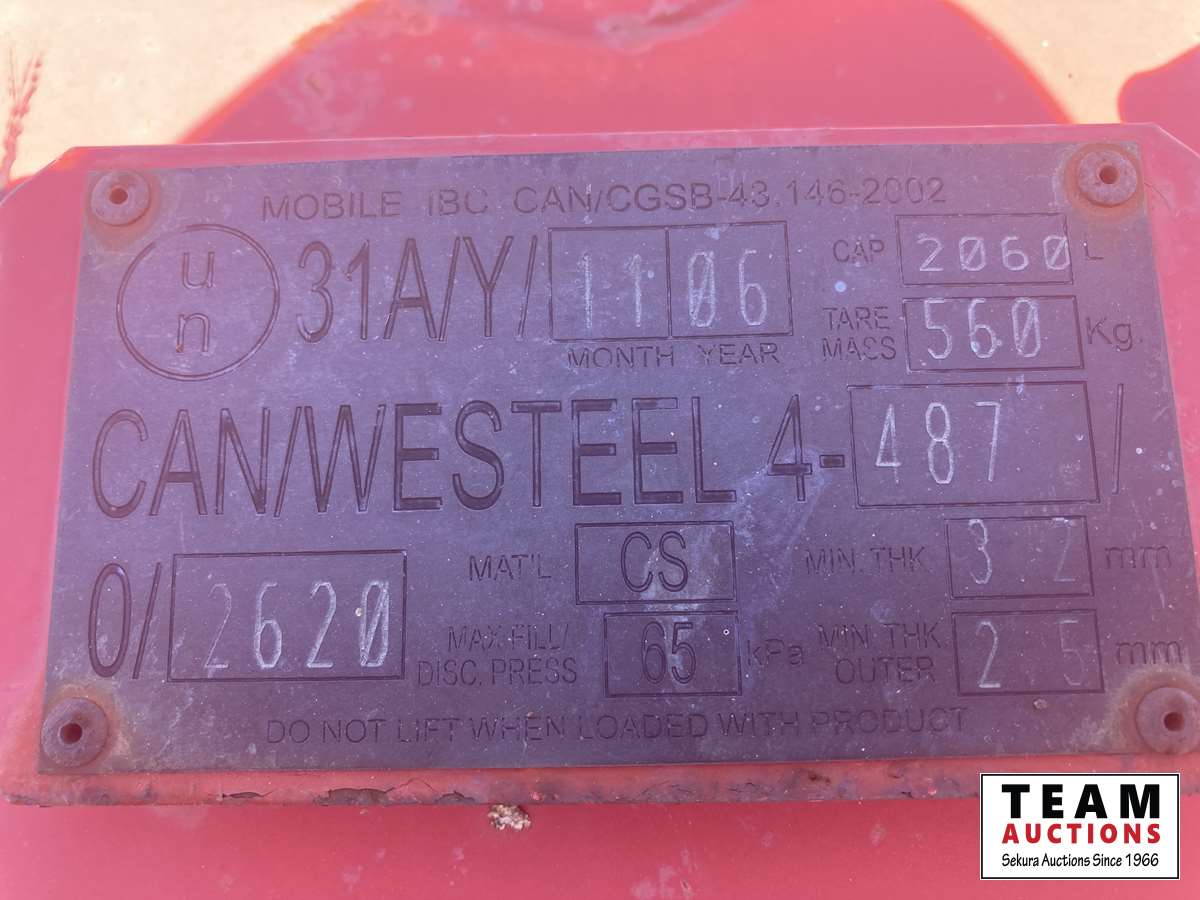 MOBILE IBC CAN/CGSB-43.146-2002
un 31A/Y/ 11 06 CAP 2060 L
MONTH YEAR TARE MASS 560 Kg.
CAN/WESTEEL 4- 487 /
0/ 2620 MAT'L CS MIN. THK 3.2 mm
MAX.FILL/ DISC. PRESS 65 kPa MIN. THK OUTER 2.5 mm
DO NOT LIFT WHEN LOADED WITH PRODUCT
TEAM
AUCTIONS
Sekura Auctions Since 1966